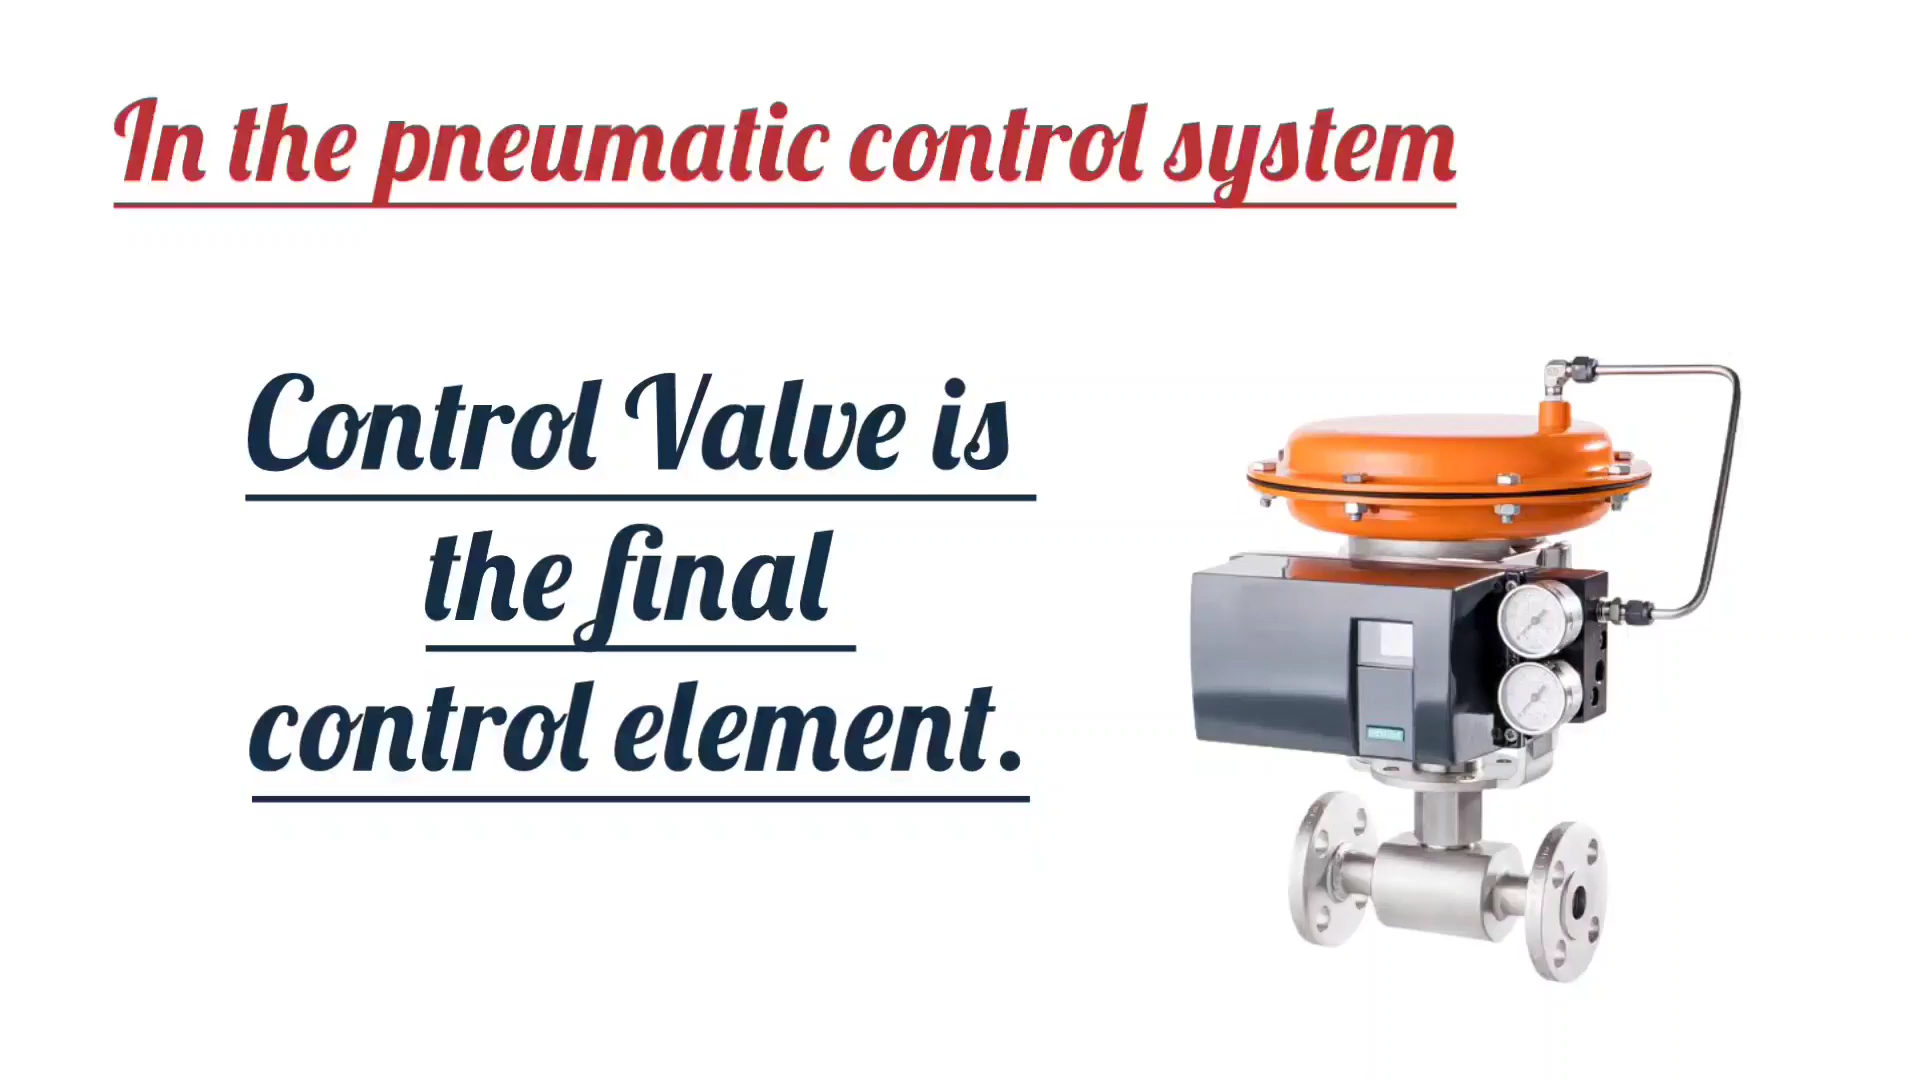 In the pneumatic control system
Control Valve is
the final
control element.